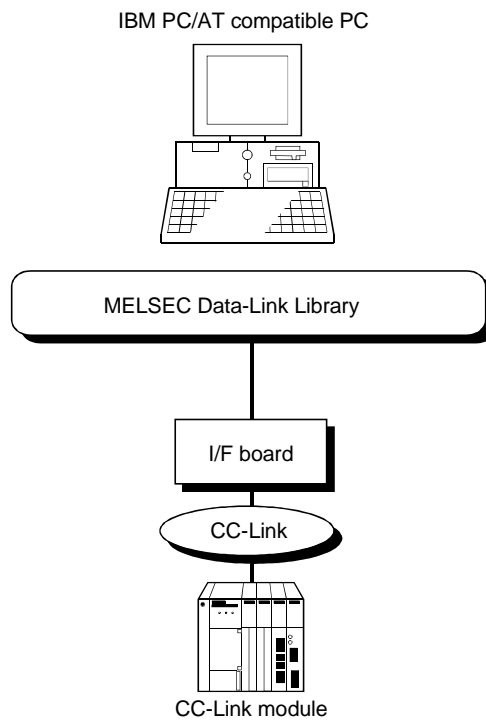 IBM PC/AT compatible PC
MELSEC Data-Link Library
I/F board
CC-Link
CC-Link module